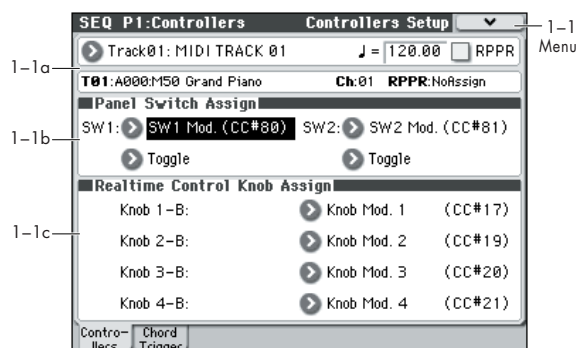 SEQ P1:Controllers Controllers Setup
1-1
Menu
Track01: MIDI TRACK 01 ♩= 120.00 RPPR
1-1a
T01:A000:M50 Grand Piano Ch:01 RPPR:NoAssign
Panel Switch Assign
1-1b
SW1: SW1 Mod. (CC#80) SW2: SW2 Mod. (CC#81)
Toggle Toggle
Realtime Control Knob Assign
Knob 1-B: Knob Mod. 1 (CC#17)
1-1c
Knob 2-B: Knob Mod. 2 (CC#19)
Knob 3-B: Knob Mod. 3 (CC#20)
Knob 4-B: Knob Mod. 4 (CC#21)
Contro- Chord
llers Trigger